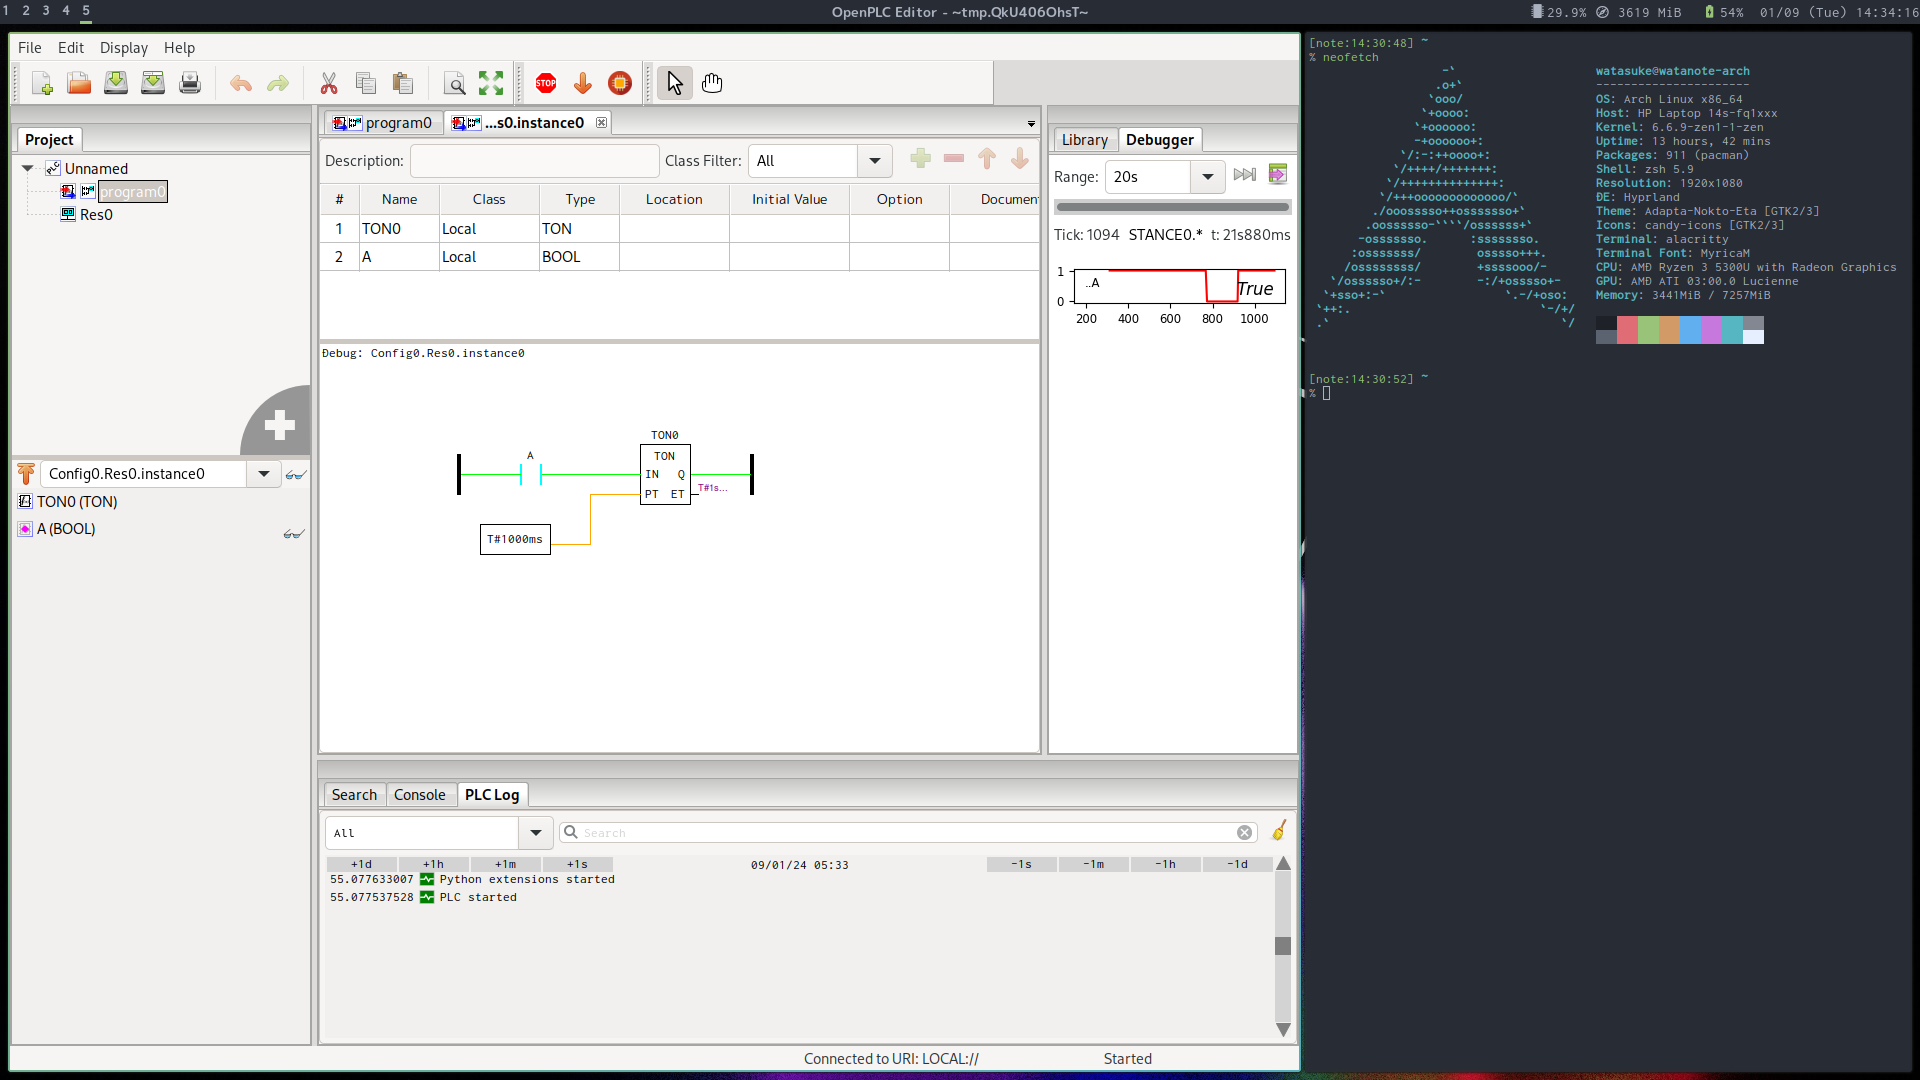 1 2 3 4 5
OpenPLC Editor - ~tmp.QkU406OhsT~
29.9% 3619 MiB 54% 01/09 (Tue) 14:34:16
File Edit Display Help
STOP
Project
Unnamed
program0
Res0
Config0.Res0.instance0
TON0 (TON)
A (BOOL)
program0 ...s0.instance0
Description: Class Filter: All
# Name Class Type Location Initial Value Option Documen
1 TON0 Local TON
2 A Local BOOL
Debug: Config0.Res0.instance0
TON0
A TON
IN Q
PT ET T#1s...
T#1000ms
Library Debugger
Range: 20s
Tick: 1094 STANCE0.* t: 21s880ms
1
..A True
0
200 400 600 800 1000
Search Console PLC Log
All Search
+1d +1h +1m +1s 09/01/24 05:33 -1s -1m -1h -1d
55.077633007 Python extensions started
55.077537528 PLC started
Connected to URI: LOCAL:// Started
[note:14:30:48] ~
% neofetch
watasuke@watanote-arch
----------------------
OS: Arch Linux x86_64
Host: HP Laptop 14s-fq1xxx
Kernel: 6.6.9-zen1-1-zen
Uptime: 13 hours, 42 mins
Packages: 911 (pacman)
Shell: zsh 5.9
Resolution: 1920x1080
DE: Hyprland
Theme: Adapta-Nokto-Eta [GTK2/3]
Icons: candy-icons [GTK2/3]
Terminal: alacritty
Terminal Font: MyricaM
CPU: AMD Ryzen 3 5300U with Radeon Graphics
GPU: AMD ATI 03:00.0 Lucienne
Memory: 3441MiB / 7257MiB
[note:14:30:52] ~
%